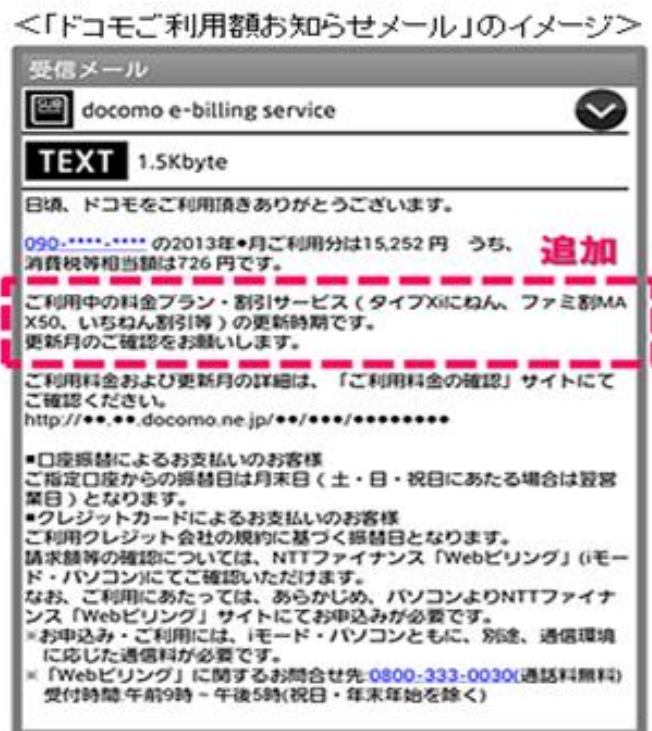 <「ドコモご利用額お知らせメール」のイメージ>
受信メール
docomo e-billing service
TEXT 1.5Kbyte
日頃、ドコモをご利用頂きありがとうございます。
090-****-**** の2013年●月ご利用分は15,252 円 うち、
消費税等相当額は726 円です。
追加
ご利用中の料金プラン・割引サービス(タイプXiにねん、ファミ割MA
X50、いちねん割引等)の更新時期です。
更新月のご確認をお願いします。
ご利用料金および更新月の詳細は、「ご利用料金の確認」サイトにて
ご確認ください。
http://●●.●●.docomo.ne.jp/●●/●●●/●●●●●●●●
■口座振替によるお支払いのお客様
ご指定口座からの振替日は月末日(土・日・祝日にあたる場合は翌営
業日)となります。
■クレジットカードによるお支払いのお客様
ご利用クレジット会社の規約に基づく振替日となります。
請求額等の確認については、NTTファイナンス「Webビリング」(iモー
ド・パソコン)にてご確認いただけます。
なお、ご利用にあたっては、あらかじめ、パソコンよりNTTファイナ
ンス「Webビリング」サイトにてお申込みが必要です。
※お申込み・ご利用には、iモード・パソコンともに、別途、通信環境
に応じた通信料が必要です。
※「Webビリング」に関するお問合せ先:0800-333-0030(通話料無料)
受付時間:午前9時~午後5時(祝日・年末年始を除く)